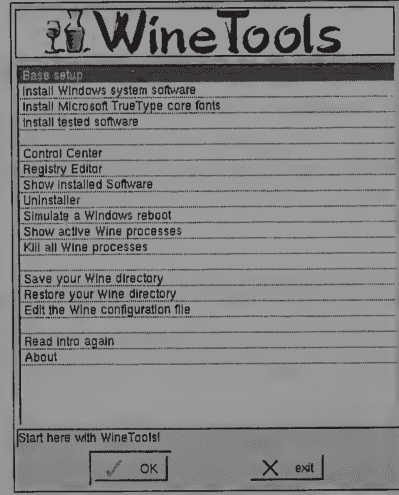 WineTools
Base setup
Install Windows system software
Install Microsoft TrueType core fonts
Install tested software
Control Center
Registry Editor
Show installed Software
Uninstaller
Simulate a Windows reboot
Show active Wine processes
Kill all Wine processes
Save your Wine directory
Restore your Wine directory
Edit the Wine configuration file
Read intro again
About
Start here with WineTools!
OK
exit